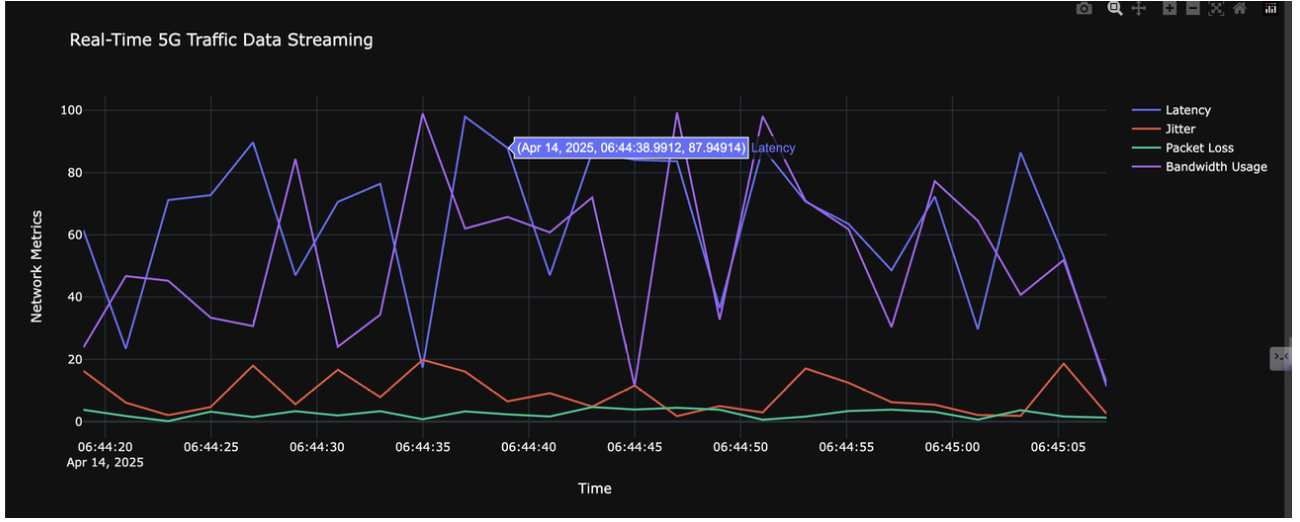 Real-Time 5G Traffic Data Streaming
100
80
60
40
20
0
Network Metrics
(Apr 14, 2025, 06:44:38.9912, 87.94914) Latency
Latency
Jitter
Packet Loss
Bandwidth Usage
06:44:20 06:44:25 06:44:30 06:44:35 06:44:40 06:44:45 06:44:50 06:44:55 06:45:00 06:45:05
Apr 14, 2025
Time